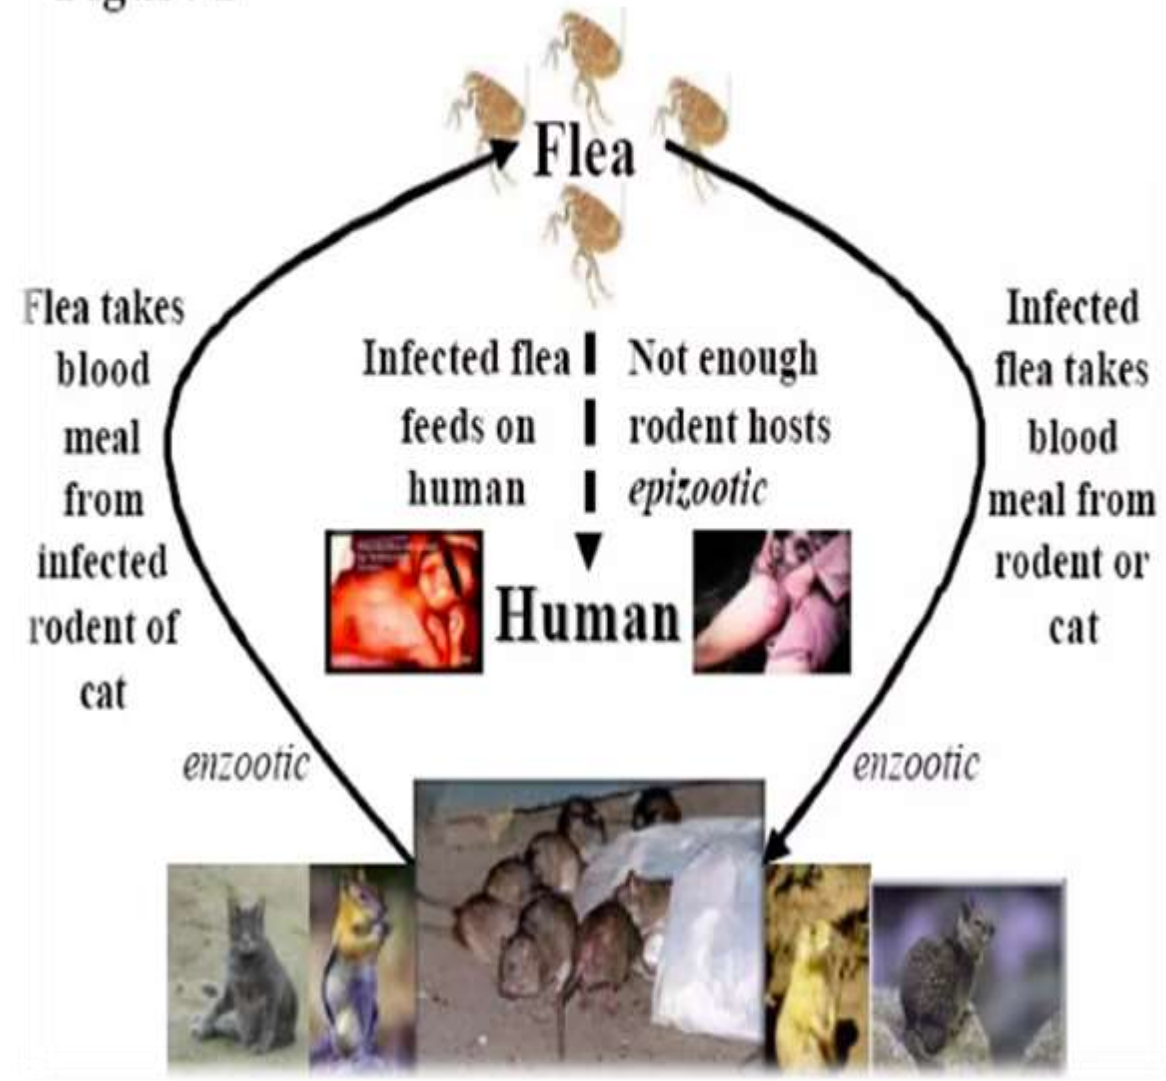 Flea
Flea takes
blood
meal
from
infected
rodent of
cat
Infected flea
feeds on
human
Not enough
rodent hosts
epizootic
Infected
flea takes
blood
meal from
rodent or
cat
Human
enzootic
enzootic